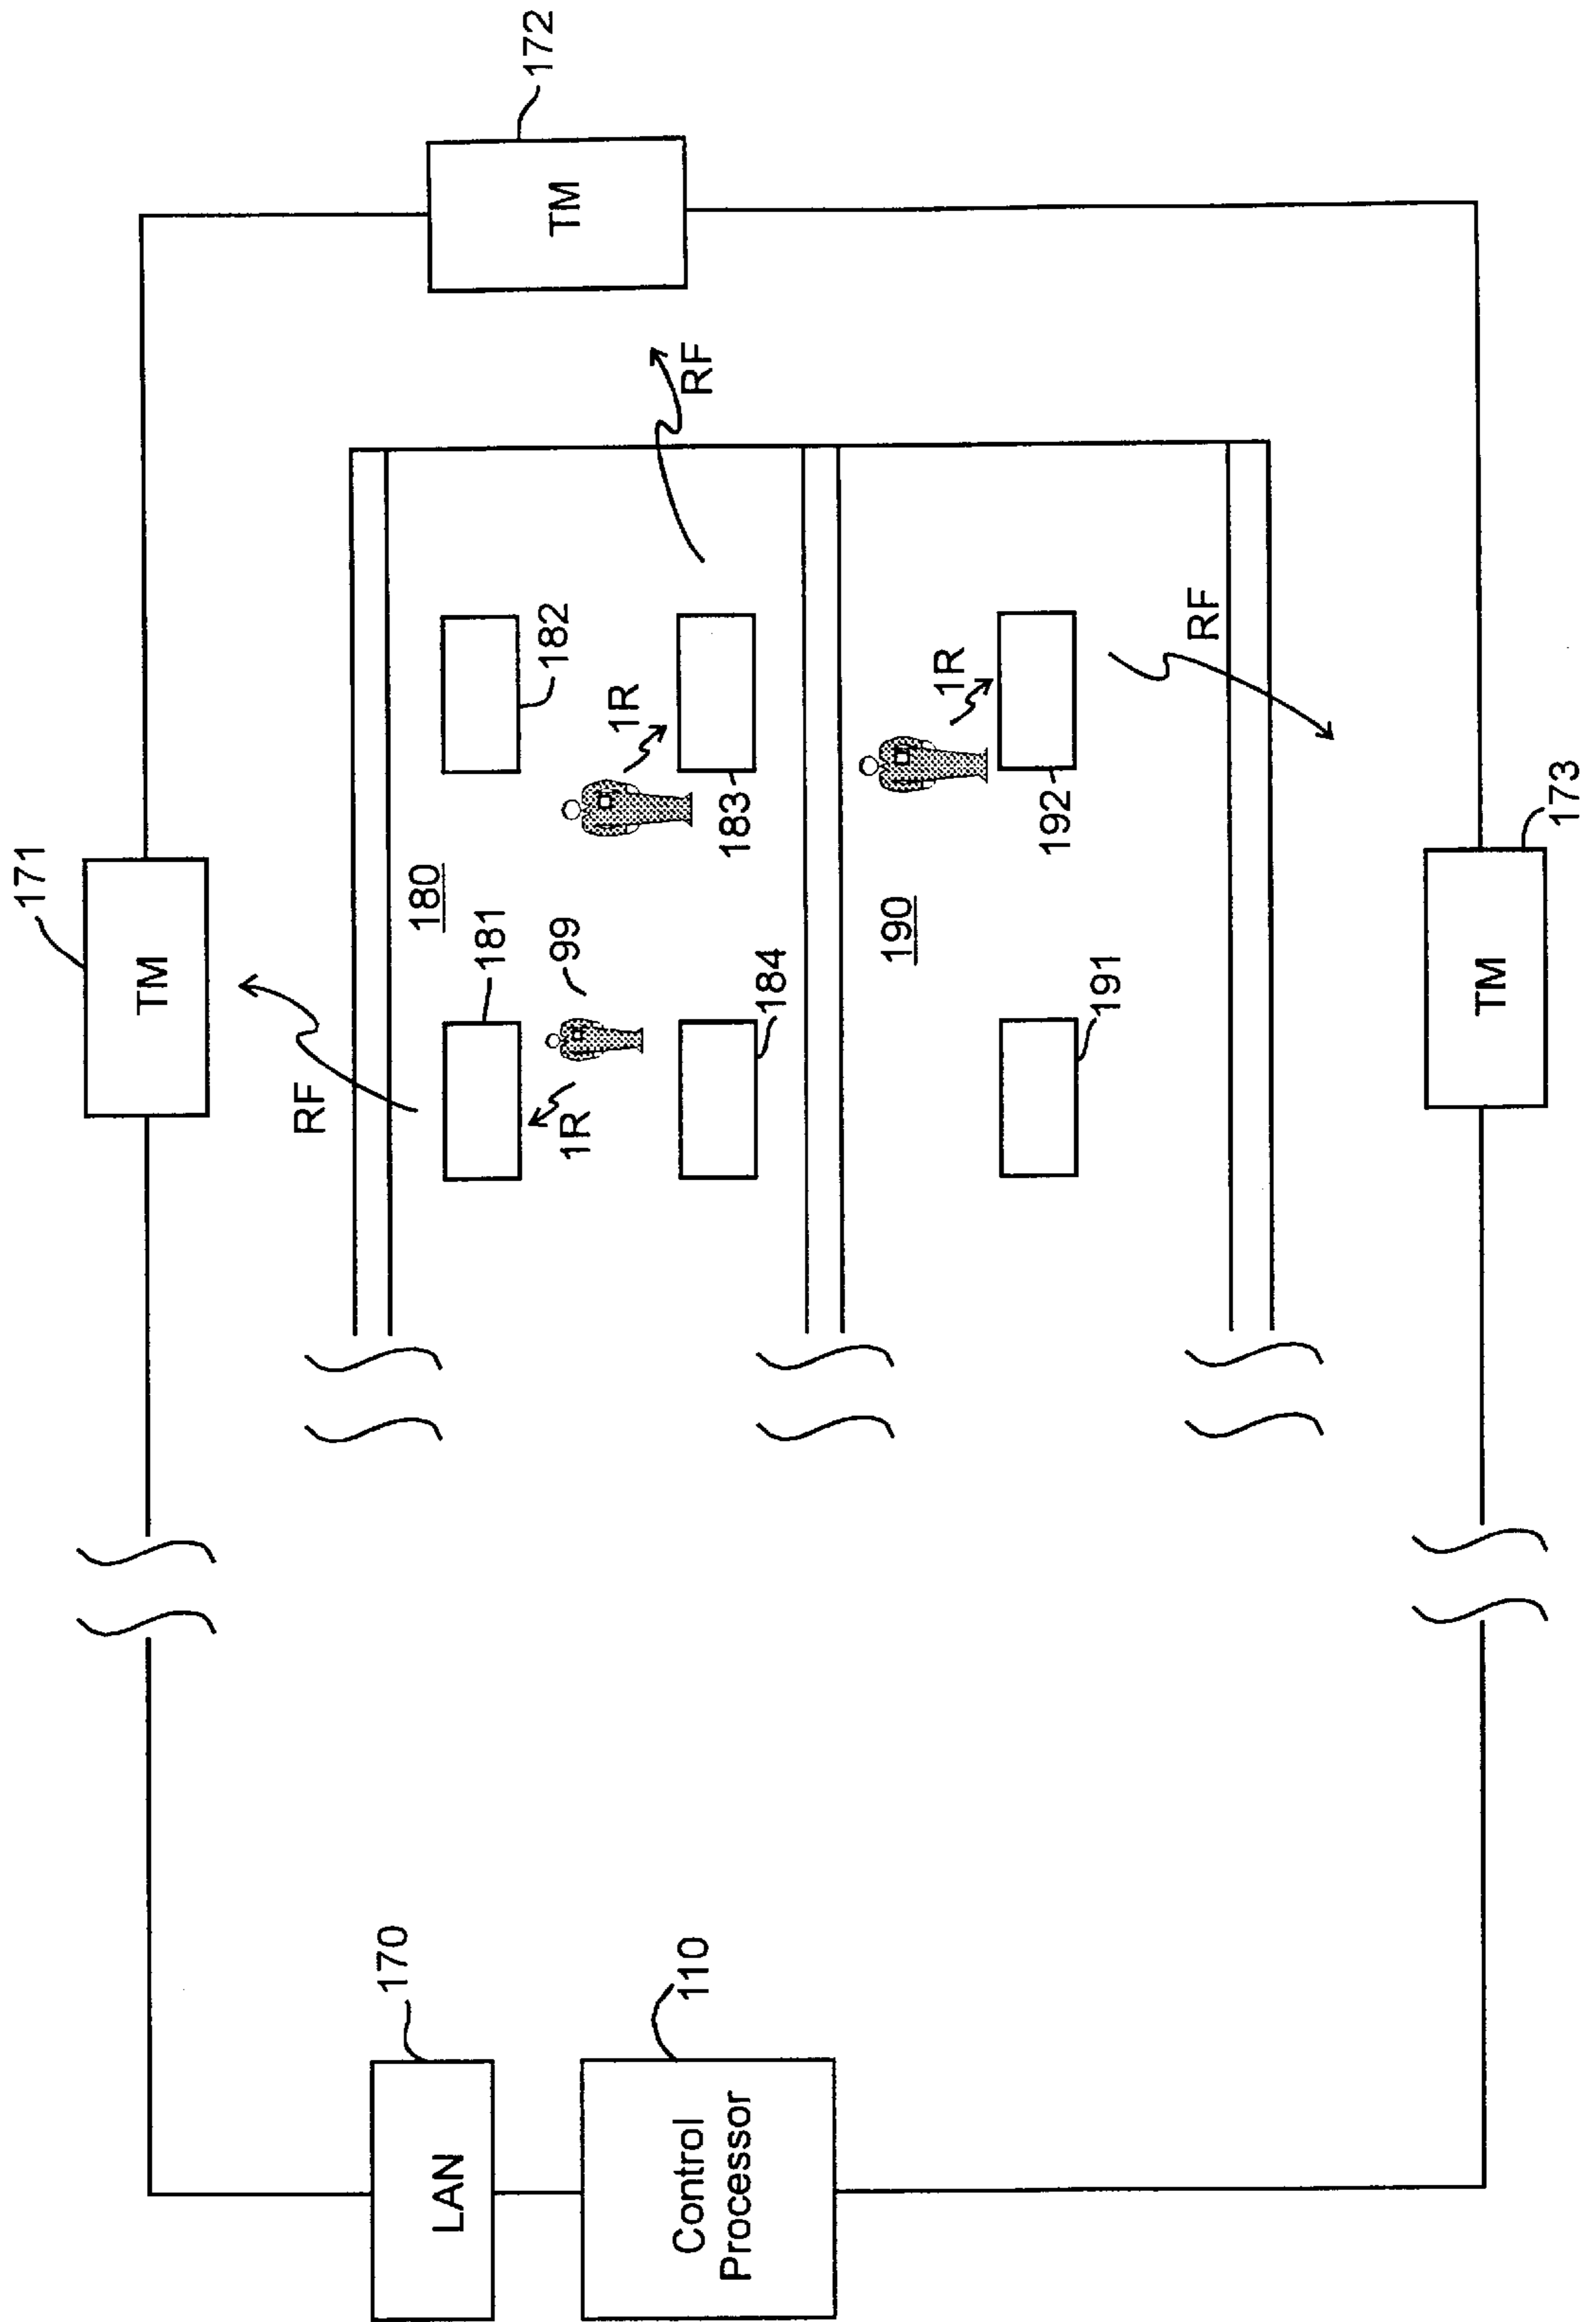 171
TM
RF
170
180
LAN
181
172
182
TM
99
1R
1R
Control
Processor
110
RF
183
184
190
1R
192
191
RF
TM
173